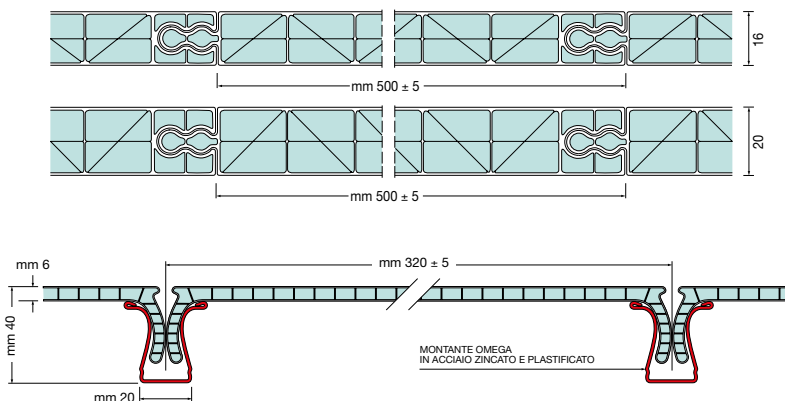 16
mm 500 ± 5
20
mm 500 ± 5
mm 320 ± 5
mm 6
mm 40
MONTANTE OMEGA
IN ACCIAIO ZINCATO E PLASTIFICATO
mm 20